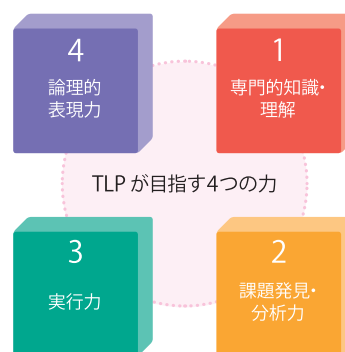 4
論理的
表現力
1
専門的知識・
理解
TLP が目指す4つの力
3
実行力
2
課題発見・
分析力